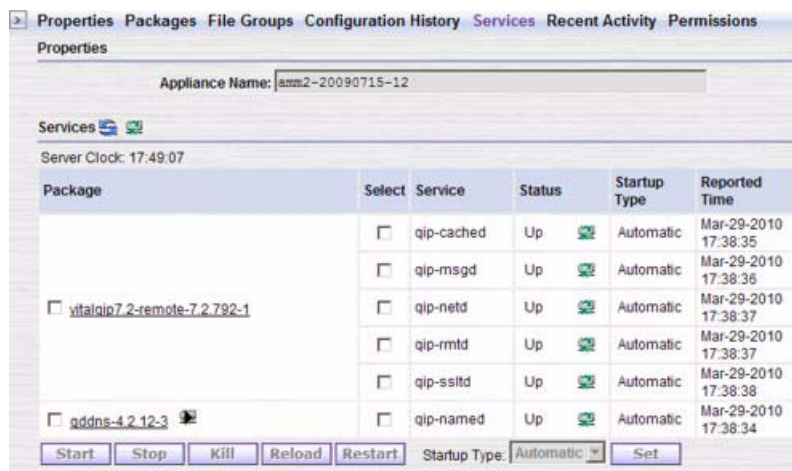 Properties Packages File Groups Configuration History Services Recent Activity Permissions
Properties
Appliance Name: amm2-20090715-12
Services
Server Clock: 17:49:07
Package Select Service Status Startup Type Reported Time
vitalqip7.2-remote-7.2.792-1
qip-cached Up Automatic Mar-29-2010 17:38:35
qip-msgd Up Automatic Mar-29-2010 17:38:36
qip-netd Up Automatic Mar-29-2010 17:38:37
qip-rmtd Up Automatic Mar-29-2010 17:38:37
qip-ssltd Up Automatic Mar-29-2010 17:38:38
qddns-4.2.12-3 qip-named Up Automatic Mar-29-2010 17:38:34
Start Stop Kill Reload Restart Startup Type: Automatic Set